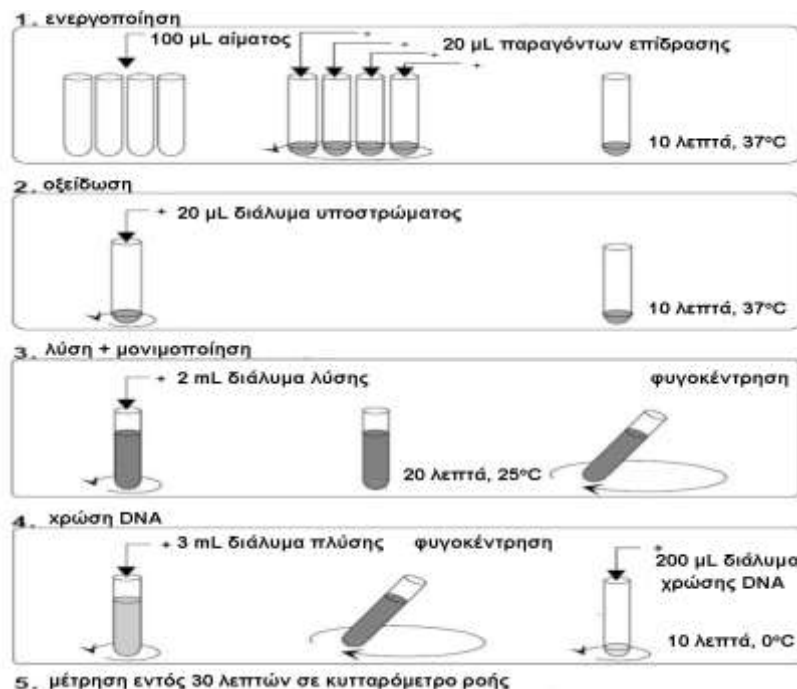 1. ενεργοποίηση
100 μL αίματος
+
+
20 μL παραγόντων επίδρασης
+
+
10 λεπτά, 37°C
2. οξείδωση
+ 20 μL διάλυμα υποστρώματος
10 λεπτά, 37°C
3. λύση + μονιμοποίηση
+ 2 mL διάλυμα λύσης
φυγοκέντρηση
20 λεπτά, 25°C
4. χρώση DNA
+ 3 mL διάλυμα πλύσης
φυγοκέντρηση
+
200 μL διάλυμα
χρώσης DNA
10 λεπτά, 0°C
5. μέτρηση εντός 30 λεπτών σε κυτταρόμετρο ροής